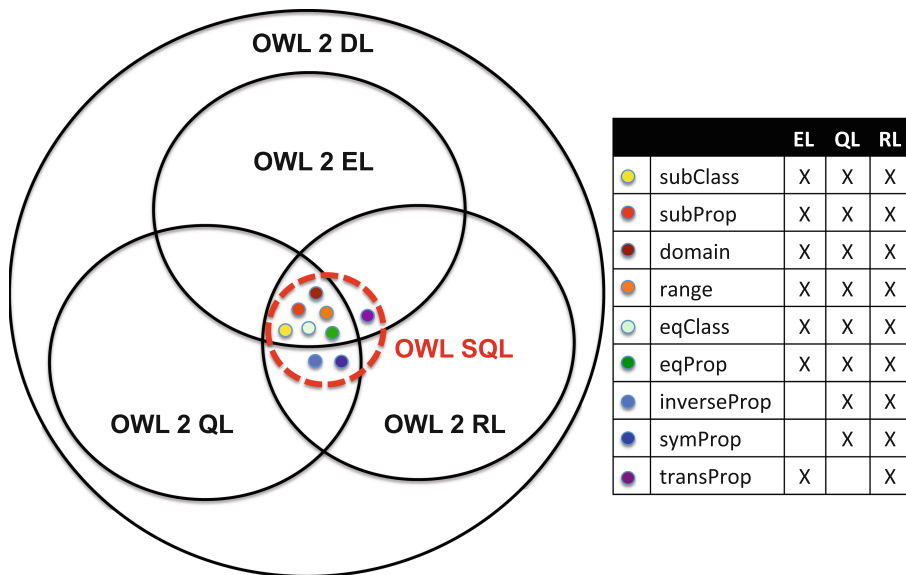 OWL 2 DL
OWL 2 EL
OWL SQL
OWL 2 QL
OWL 2 RL
EL QL RL
subClass X X X
subProp X X X
domain X X X
range X X X
eqClass X X X
eqProp X X X
inverseProp X X
symProp X X
transProp X X